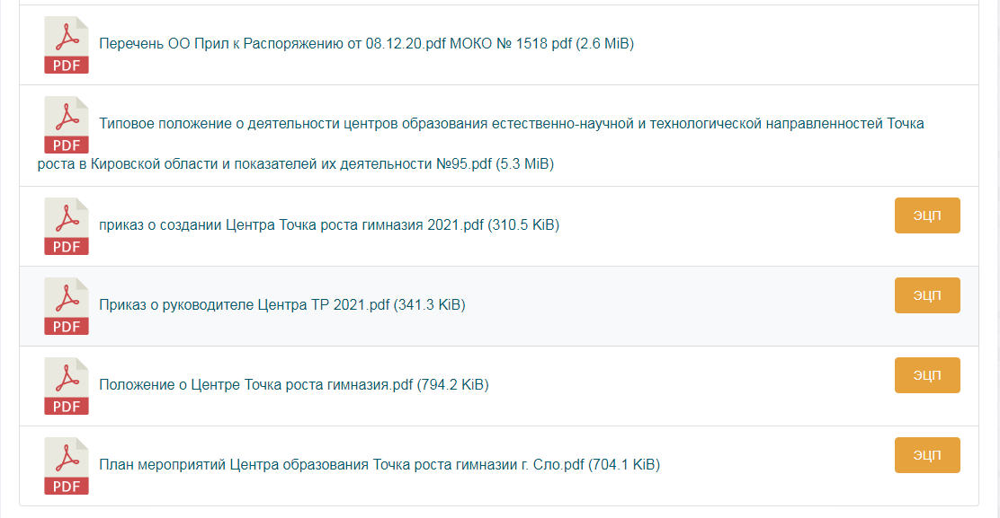 PDF
Перечень ОО Прил к Распоряжению от 08.12.20.pdf МОКО № 1518 pdf (2.6 MiB)
PDF
Типовое положение о деятельности центров образования естественно-научной и технологической направленностей Точка
роста в Кировской области и показателей их деятельности №95.pdf (5.3 MiB)
PDF
приказ о создании Центра Точка роста гимназия 2021.pdf (310.5 KiB)
ЭЦП
PDF
Приказ о руководителе Центра ТР 2021.pdf (341.3 KiB)
ЭЦП
PDF
Положение о Центре Точка роста гимназия.pdf (794.2 KiB)
ЭЦП
PDF
План мероприятий Центра образования Точка роста гимназии г. Сло.pdf (704.1 KiB)
ЭЦП